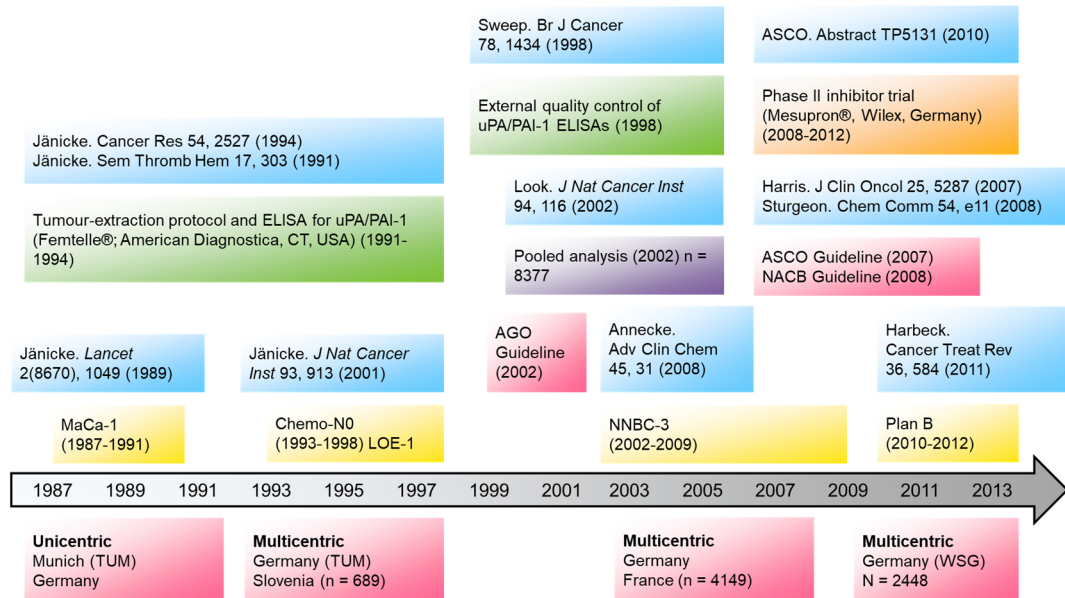 Sweep. Br J Cancer
78, 1434 (1998)
ASCO. Abstract TP5131 (2010)
External quality control of
uPA/PAI-1 ELISAs (1998)
Phase II inhibitor trial
(Mesupron®, Wilex, Germany)
(2008-2012)
Jänicke. Cancer Res 54, 2527 (1994)
Jänicke. Sem Thromb Hem 17, 303 (1991)
Look. J Nat Cancer Inst
94, 116 (2002)
Harris. J Clin Oncol 25, 5287 (2007)
Sturgeon. Chem Comm 54, e11 (2008)
Tumour-extraction protocol and ELISA for uPA/PAI-1
(Femtelle®; American Diagnostica, CT, USA) (1991-
1994)
Pooled analysis (2002) n =
8377
ASCO Guideline (2007)
NACB Guideline (2008)
Jänicke. Lancet
2(8670), 1049 (1989)
Jänicke. J Nat Cancer
Inst 93, 913 (2001)
AGO
Guideline
(2002)
Annecke.
Adv Clin Chem
45, 31 (2008)
Harbeck.
Cancer Treat Rev
36, 584 (2011)
MaCa-1
(1987-1991)
Chemo-N0
(1993-1998) LOE-1
NNBC-3
(2002-2009)
Plan B
(2010-2012)
1987 1989 1991 1993 1995 1997 1999 2001 2003 2005 2007 2009 2011 2013
Unicentric
Munich (TUM)
Germany
Multicentric
Germany (TUM)
Slovenia (n = 689)
Multicentric
Germany
France (n = 4149)
Multicentric
Germany (WSG)
N = 2448